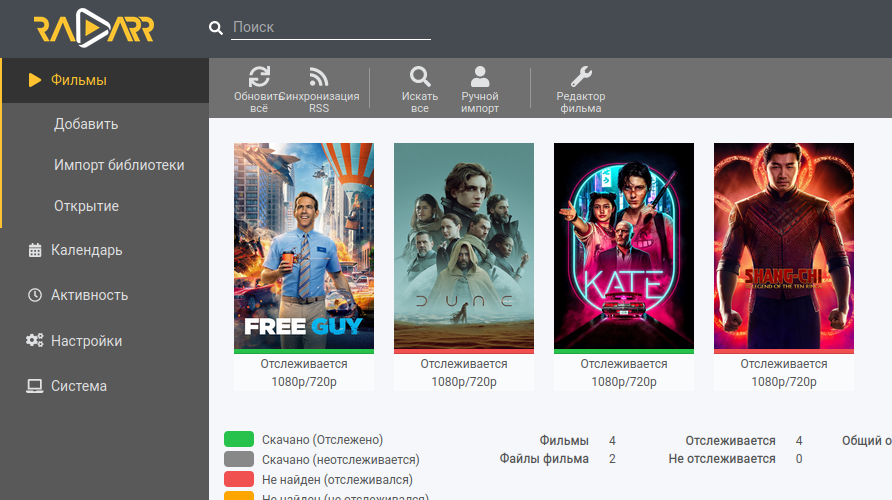 RADARR
Поиск
Фильмы
Добавить
Импорт библиотеки
Открытие
Календарь
Активность
Настройки
Система
Обновить всё
Синхронизация RSS
Искать все
Ручной импорт
Редактор фильма
FREE GUY
DUNE
KATE
SHANG-CHI
LEGEND OF THE TEN RINGS
Отслеживается
1080p/720p
Отслеживается
1080p/720p
Отслеживается
1080p/720p
Отслеживается
1080p/720p
Скачано (Отслежено)
Скачано (неотслеживается)
Не найден (отслеживался)
Не найден (не отслеживался)
Фильмы 4
Файлы фильма 2
Отслеживается 4
Не отслеживается 0
Общий о